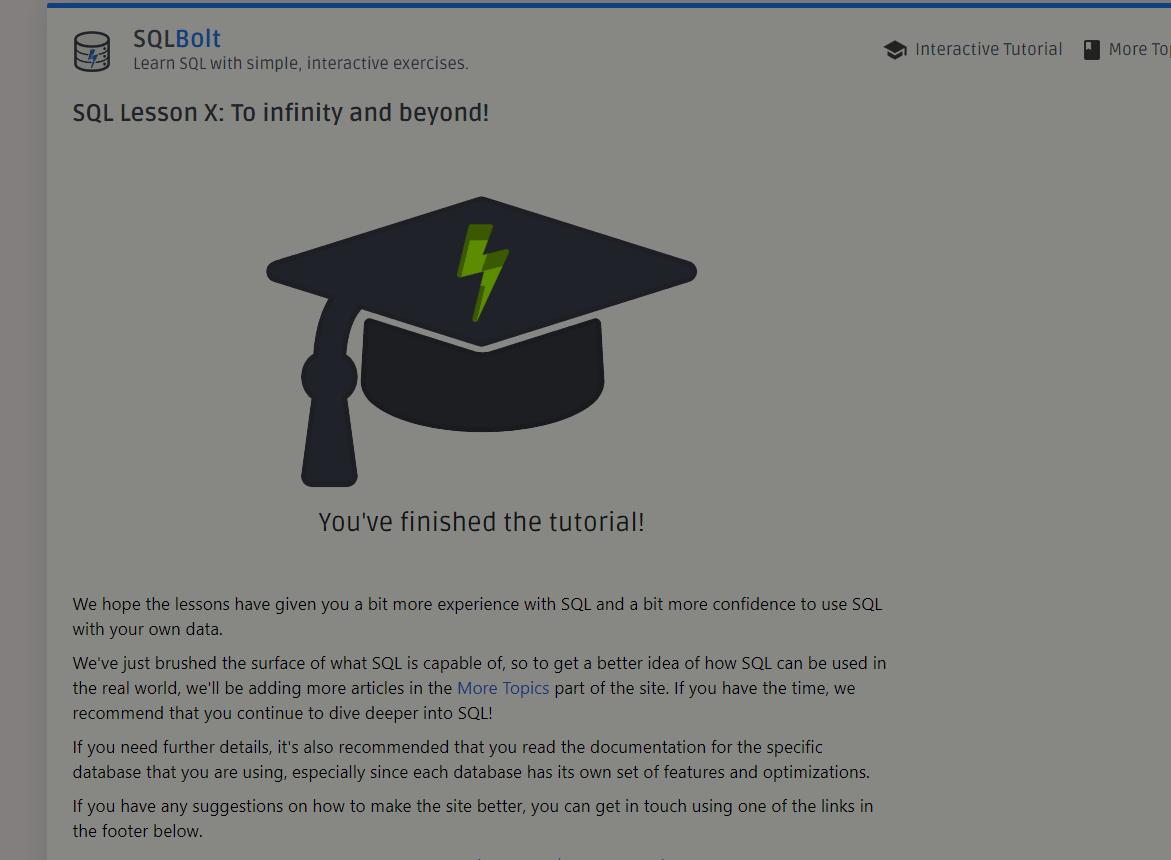 SQLBolt
Learn SQL with simple, interactive exercises.
Interactive Tutorial
More
SQL Lesson X: To infinity and beyond!
You've finished the tutorial!
We hope the lessons have given you a bit more experience with SQL and a bit more confidence to use SQL
with your own data.
We've just brushed the surface of what SQL is capable of, so to get a better idea of how SQL can be used in
the real world, we'll be adding more articles in the More Topics part of the site. If you have the time, we
recommend that you continue to dive deeper into SQL!
If you need further details, it's also recommended that you read the documentation for the specific
database that you are using, especially since each database has its own set of features and optimizations.
If you have any suggestions on how to make the site better, you can get in touch using one of the links in
the footer below.